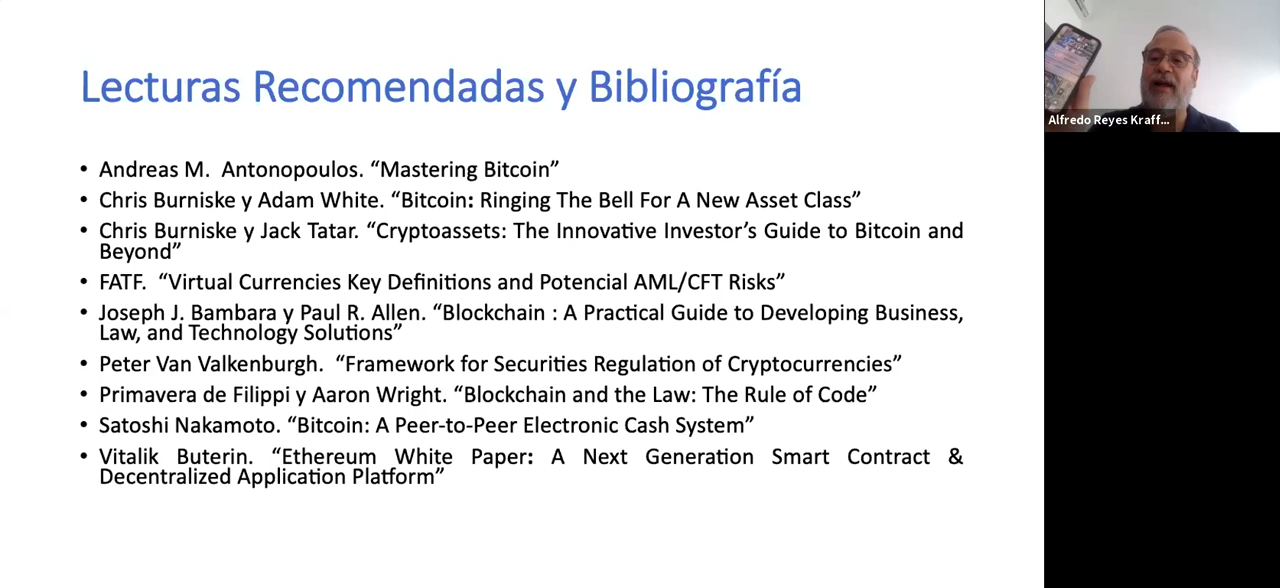 Lecturas Recomendadas y Bibliografía
• Andreas M. Antonopoulos. “Mastering Bitcoin”
• Chris Burniske y Adam White. “Bitcoin: Ringing The Bell For A New Asset Class”
• Chris Burniske y Jack Tatar. “Cryptoassets: The Innovative Investor’s Guide to Bitcoin and
Beyond”
• FATF. “Virtual Currencies Key Definitions and Potencial AML/CFT Risks”
• Joseph J. Bambara y Paul R. Allen. “Blockchain : A Practical Guide to Developing Business,
Law, and Technology Solutions”
• Peter Van Valkenburgh. “Framework for Securities Regulation of Cryptocurrencies”
• Primavera de Filippi y Aaron Wright. “Blockchain and the Law: The Rule of Code”
• Satoshi Nakamoto. “Bitcoin: A Peer-to-Peer Electronic Cash System”
• Vitalik Buterin. “Ethereum White Paper: A Next Generation Smart Contract &
Decentralized Application Platform”
Alfredo Reyes Kraff...